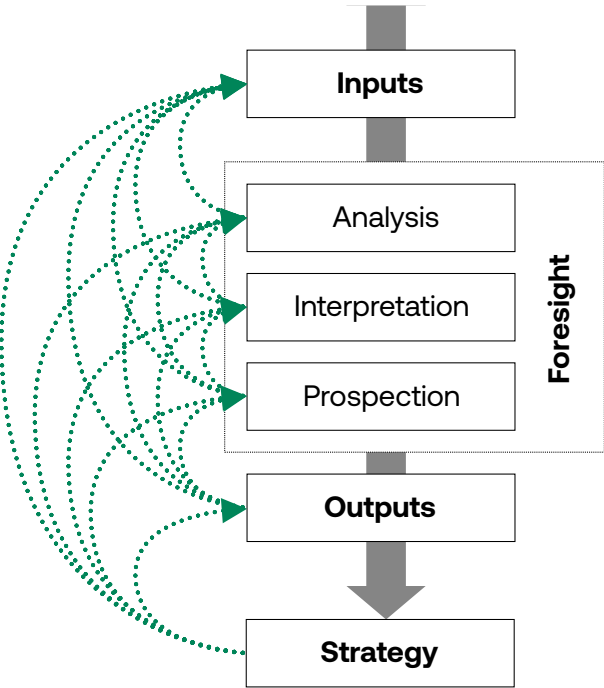 Inputs
Analysis
Interpretation
Prospection
Foresight
Outputs
Strategy